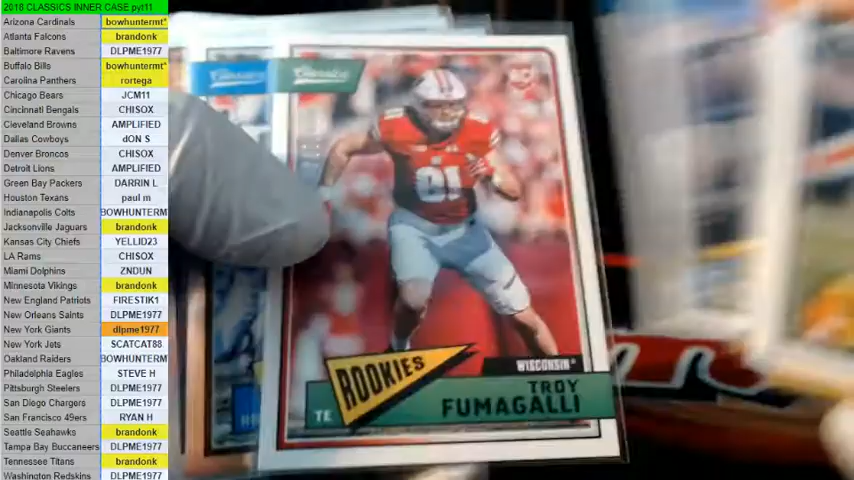 2018 CLASSICS INNER CASE pyt11
Arizona Cardinals bowhuntermt*
Atlanta Falcons brandonk
Baltimore Ravens DLPME1977
Buffalo Bills bowhuntermt*
Carolina Panthers rortega
Chicago Bears JCM11
Cincinnati Bengals CHISOX
Cleveland Browns AMPLIFIED
Dallas Cowboys dON S
Denver Broncos CHISOX
Detroit Lions AMPLIFIED
Green Bay Packers DARRIN L
Houston Texans paul m
Indianapolis Colts BOWHUNTERM
Jacksonville Jaguars brandonk
Kansas City Chiefs YELLID23
LA Rams CHISOX
Miami Dolphins ZNDUN
Minnesota Vikings brandonk
New England Patriots FIRESTIK1
New Orleans Saints DLPME1977
New York Giants dlpme1977
New York Jets SCATCAT88
Oakland Raiders BOWHUNTERM
Philadelphia Eagles STEVE H
Pittsburgh Steelers DLPME1977
San Diego Chargers DLPME1977
San Francisco 49ers RYAN H
Seattle Seahawks brandonk
Tampa Bay Buccaneers DLPME1977
Tennessee Titans brandonk
Washington Redskins DLPME1977
Classics
Classics
81
ROOKIES
WISCONSIN
TROY
TE FUMAGALLI